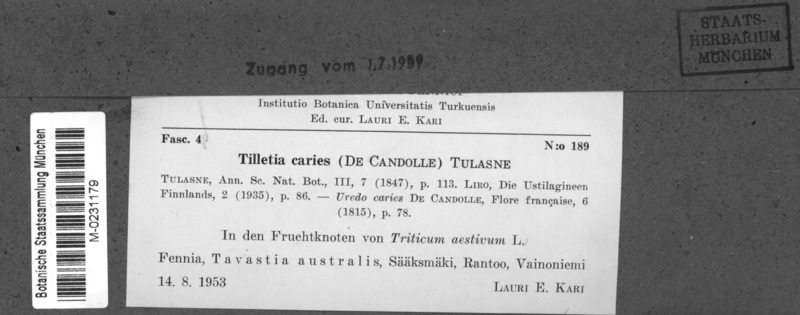 STAATS-
HERBARIUM
MÜNCHEN
Zugang vom 1.7.1959
Botanische Staatssammlung München
M-0231179
Institutio Botanica Universitatis Turkuensis
Ed. cur. LAURI E. KARI
Fasc. 4
N:o 189
Tilletia caries (DE CANDOLLE) TULASNE
TULASNE, Ann. Sc. Nat. Bot., III, 7 (1847), p. 113. LIRO, Die Ustilagineen
Finnlands, 2 (1935), p. 86. — Uredo caries DE CANDOLLE, Flore française, 6
(1815), p. 78.
In den Fruchtknoten von Triticum aestivum L.
Fennia, Tavastia australis, Sääksmäki, Rantoo, Vainoniemi
14. 8. 1953
LAURI E. KARI